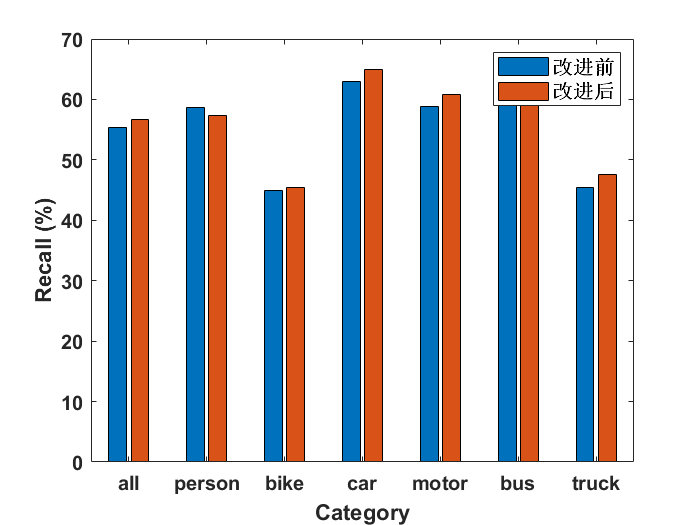 70
60
50
40
30
20
10
0
Recall (%)
改进前
改进后
all person bike car motor bus truck
Category